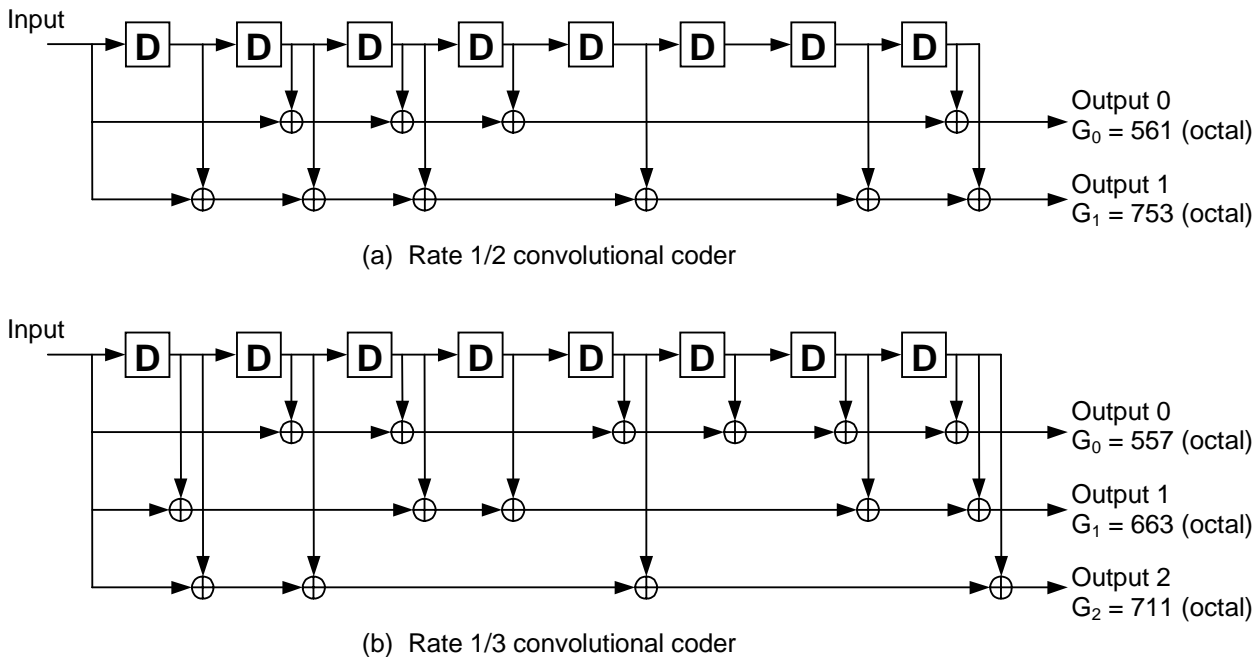 Input
D D D D D D D D
Output 0
G₀ = 561 (octal)
Output 1
G₁ = 753 (octal)
(a) Rate 1/2 convolutional coder
Input
D D D D D D D D
Output 0
G₀ = 557 (octal)
Output 1
G₁ = 663 (octal)
Output 2
G₂ = 711 (octal)
(b) Rate 1/3 convolutional coder